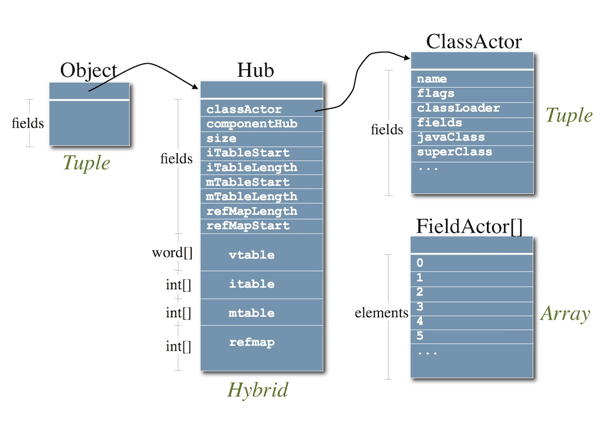 Object
fields
Tuple
Hub
classActor
componentHub
size
iTableStart
iTableLength
mTableStart
mTableLength
refMapLength
refMapStart
fields
word[]
vtable
int[]
itable
int[]
mtable
int[]
refmap
Hybrid
ClassActor
name
flags
classLoader
fields
javaClass
superClass
...
fields
Tuple
FieldActor[]
0
1
2
3
4
5
...
elements
Array